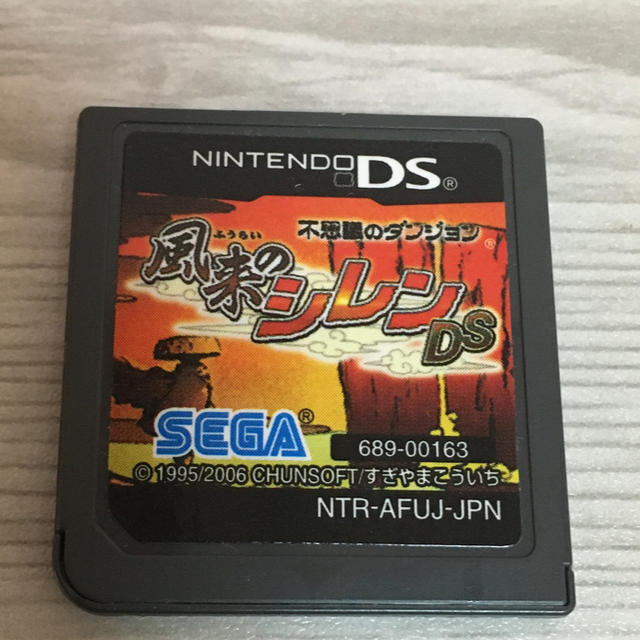 NINTENDO DS®
不思議のダンジョン®
ふうらい
風来のシレンDS
SEGA®
689-00163
© 1995/2006 CHUNSOFT/すぎやまこういち
NTR-AFUJ-JPN